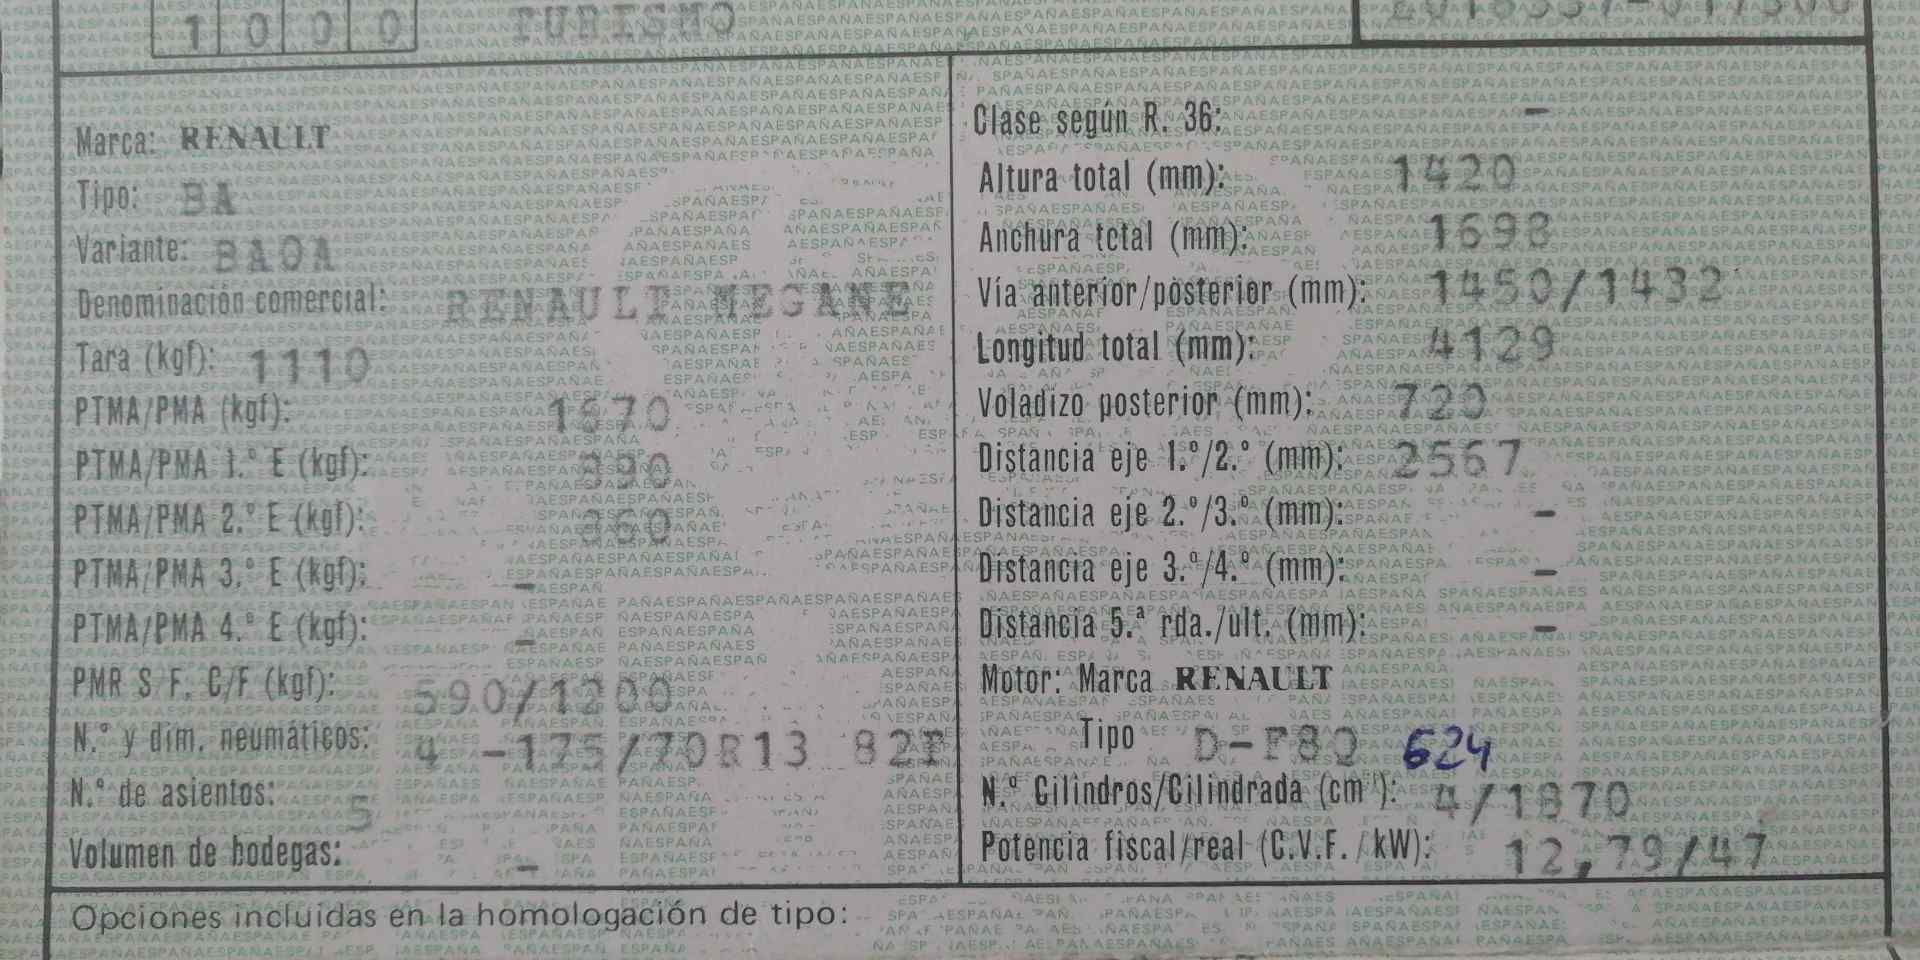 1000 TURISMO
Marca: RENAULT
Tipo: BA
Variante: BA0A
Denominación comercial: RENAULT MEGANE
Tara (kgf): 1110
PTMA/PMA (kgf): 1670
PTMA/PMA 1.º E (kgf): 890
PTMA/PMA 2.º E (kgf): 860
PTMA/PMA 3.º E (kgf): -
PTMA/PMA 4.º E (kgf): -
PMR S/F. C/F (kgf): 590/1200
N.º y dim. neumáticos: 4 -175/70R13 82T
N.º de asientos: 5
Volumen de bodegas: -
Clase según R. 36: -
Altura total (mm): 1420
Anchura total (mm): 1698
Vía anterior/posterior (mm): 1450/1432
Longitud total (mm): 4129
Voladizo posterior (mm): 720
Distancia eje 1.º/2.º (mm): 2567
Distancia eje 2.º/3.º (mm): -
Distancia eje 3.º/4.º (mm): -
Distancia 5.ª rda./ult. (mm): -
Motor: Marca RENAULT
Tipo D-F8Q 624
N.º Cilindros/Cilindrada (cm³): 4/1870
Potencia fiscal/real (C.V.F./kW): 12,79/47
Opciones incluidas en la homologación de tipo: